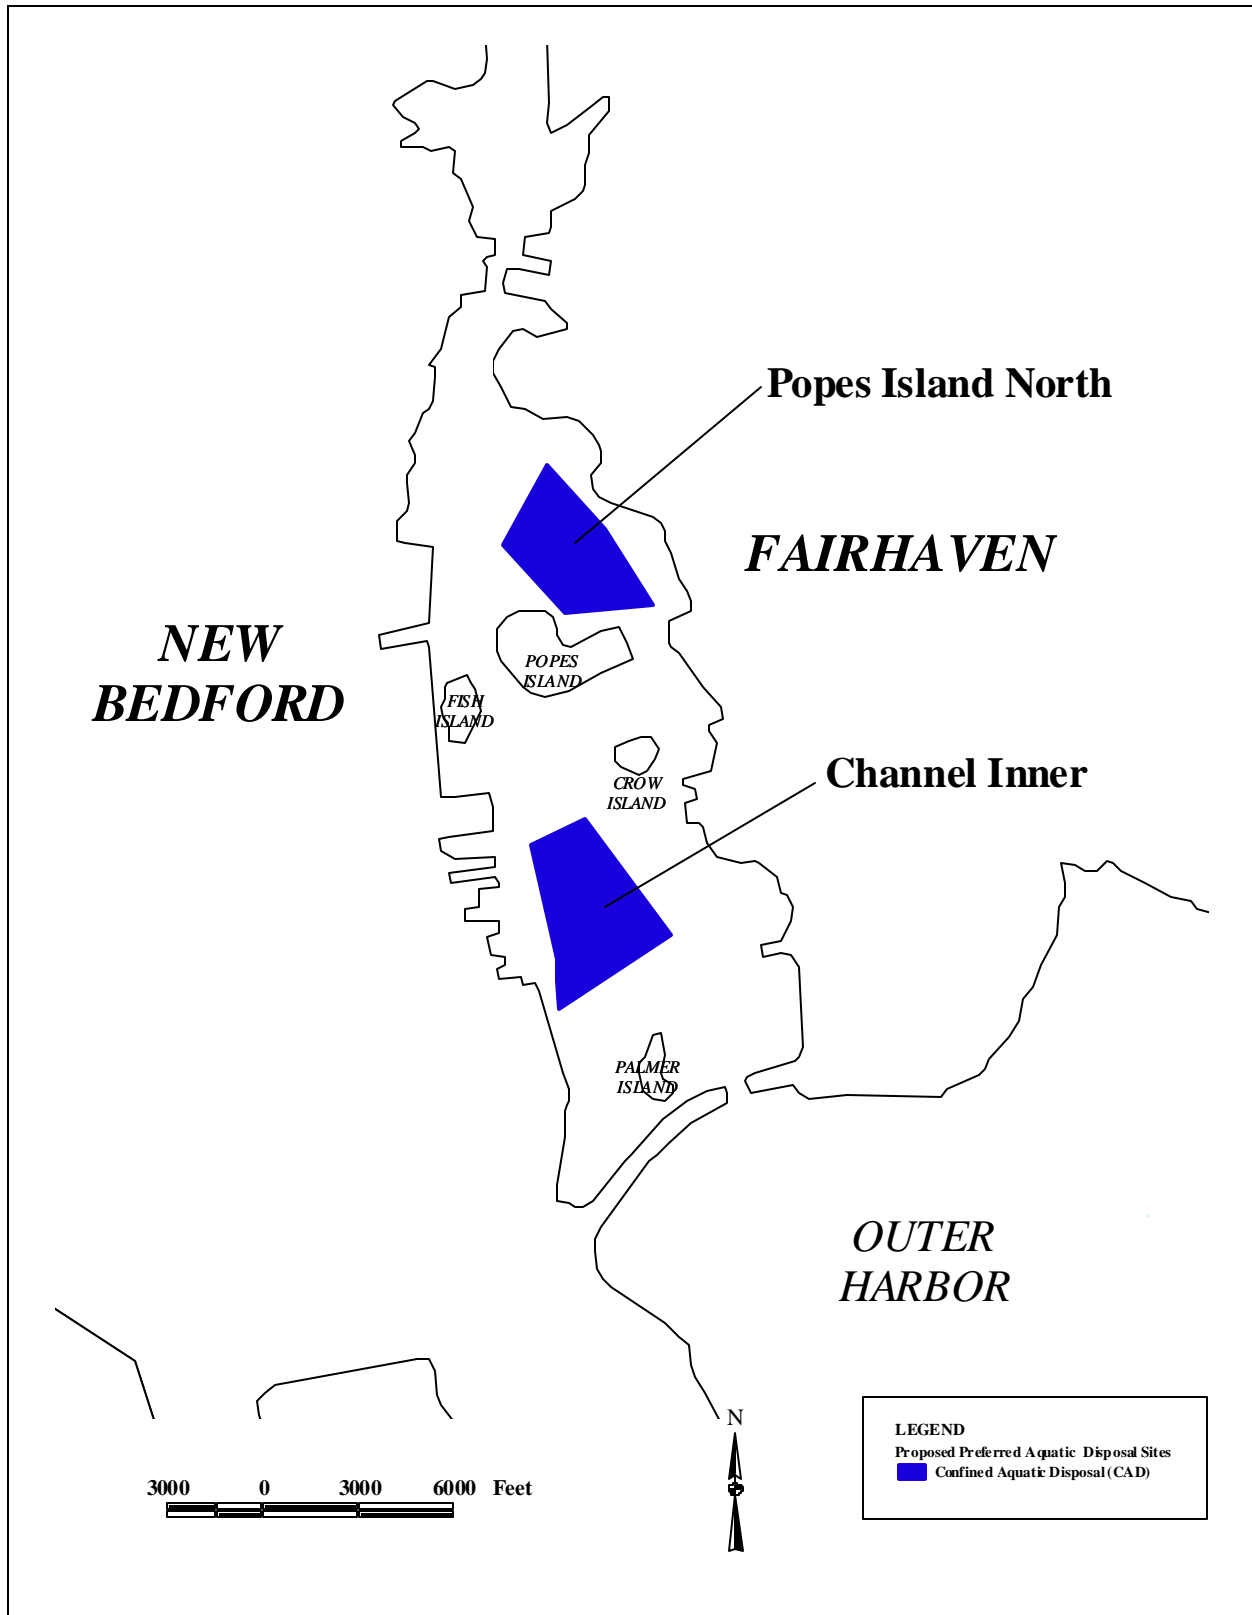 Popes Island North
FAIRHAVEN
NEW
BEDFORD
POPES
ISLAND
FISH
ISLAND
Channel Inner
CROW
ISLAND
PALMER
ISLAND
OUTER
HARBOR
N
LEGEND
Proposed Preferred Aquatic Disposal Sites
Confined Aquatic Disposal (CAD)
3000 0 3000 6000 Feet